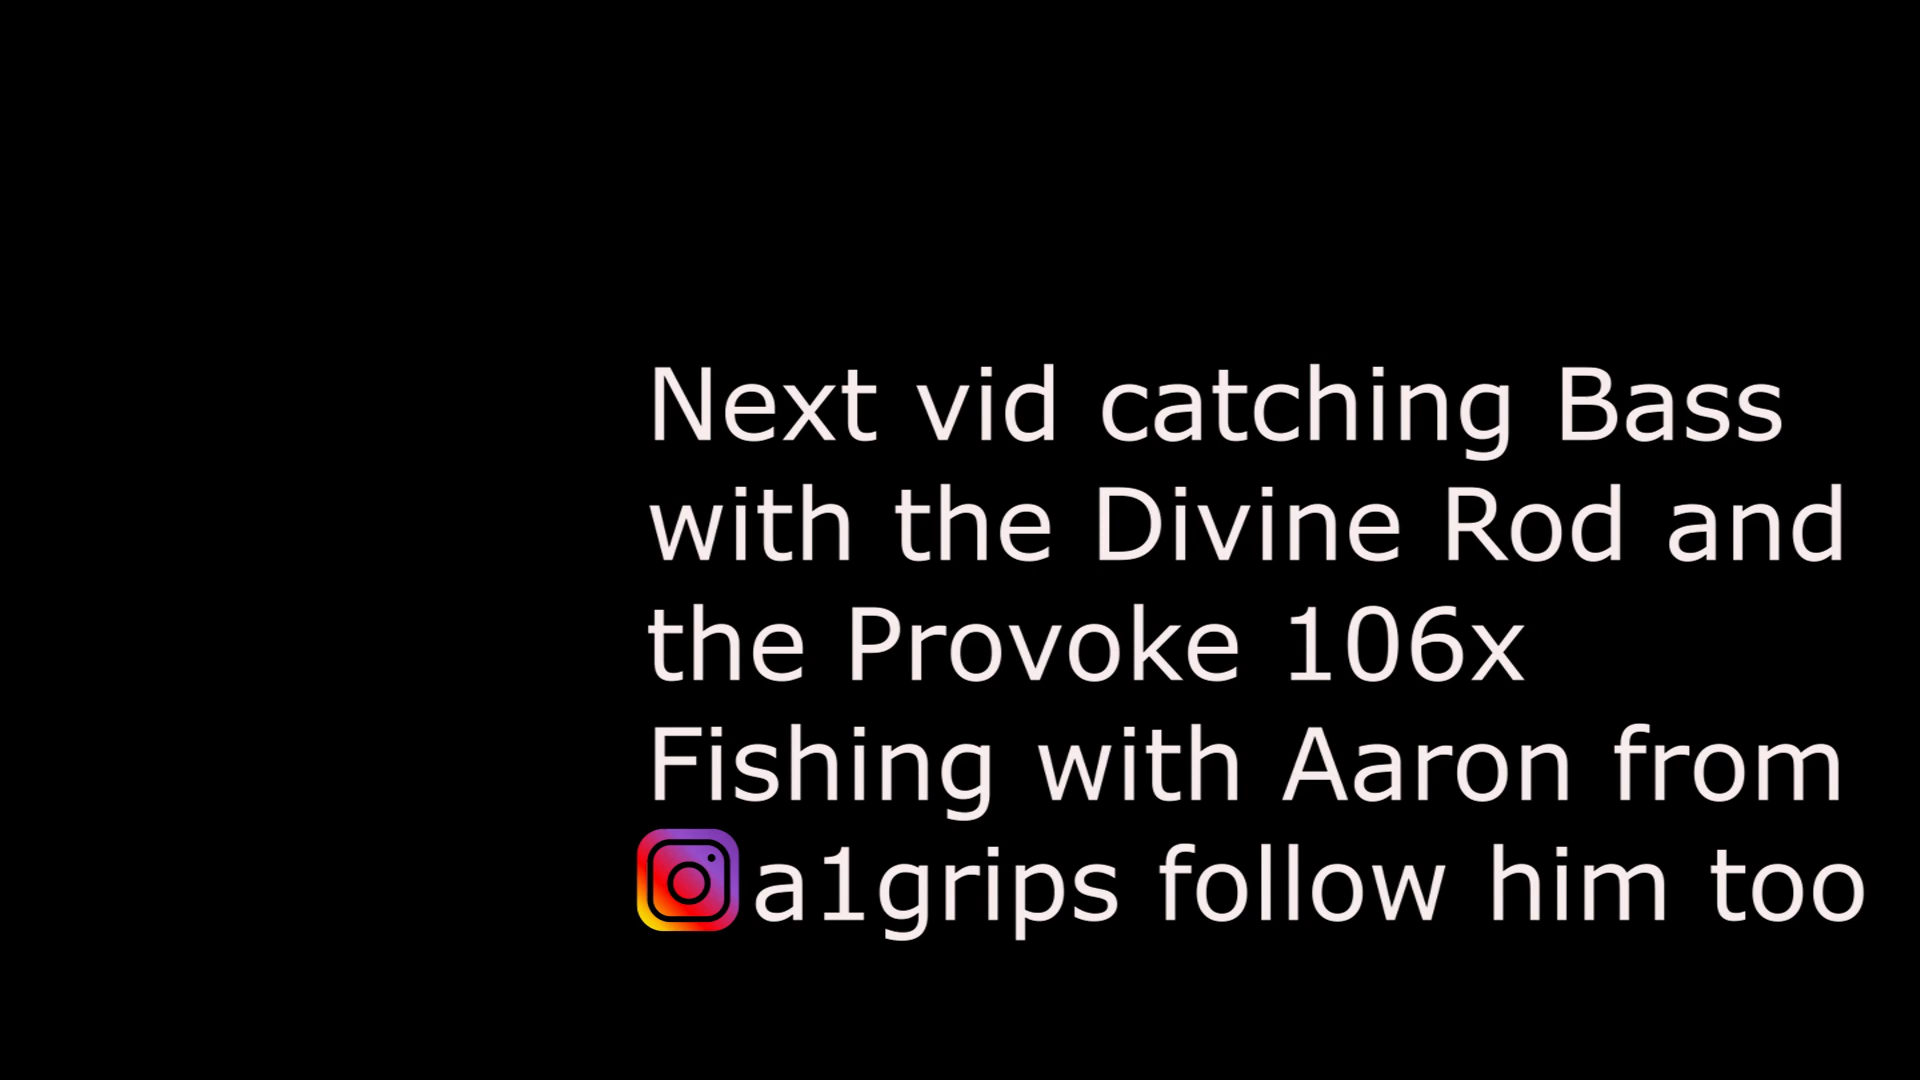 Next vid catching Bass
with the Divine Rod and
the Provoke 106x
Fishing with Aaron from
a1grips follow him too